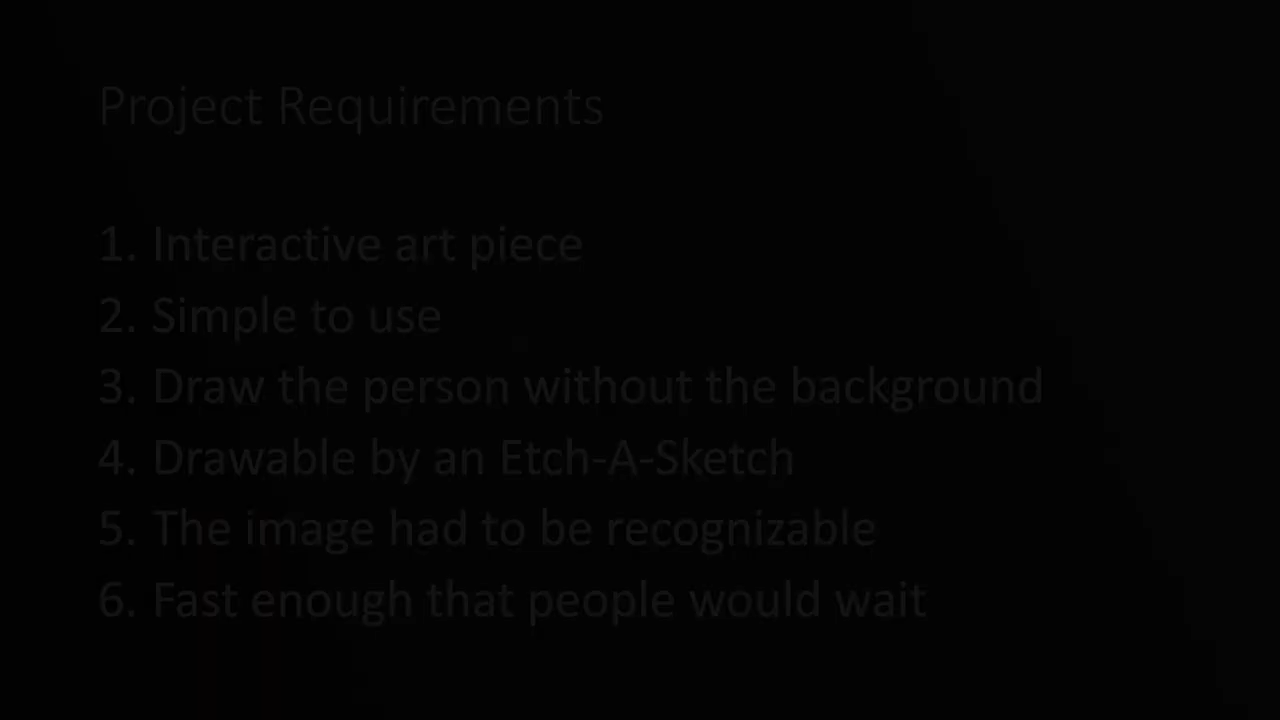 Project Requirements
1. Interactive art piece
2. Simple to use
3. Draw the person without the background
4. Drawable by an Etch-A-Sketch
5. The image had to be recognizable
6. Fast enough that people would wait